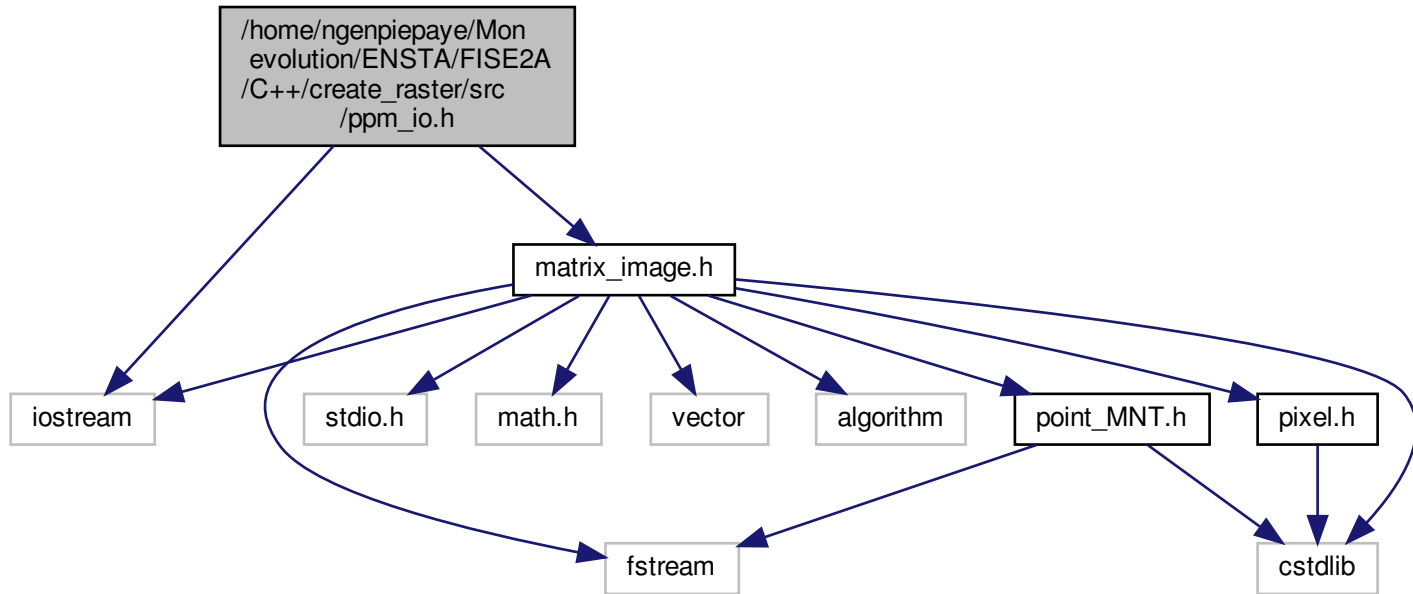 /home/ngenpiepaye/Mon
evolution/ENSTA/FISE2A
/C++/create_raster/src
/ppm_io.h
matrix_image.h
iostream
stdio.h
math.h
vector
algorithm
point_MNT.h
pixel.h
fstream
cstdlib